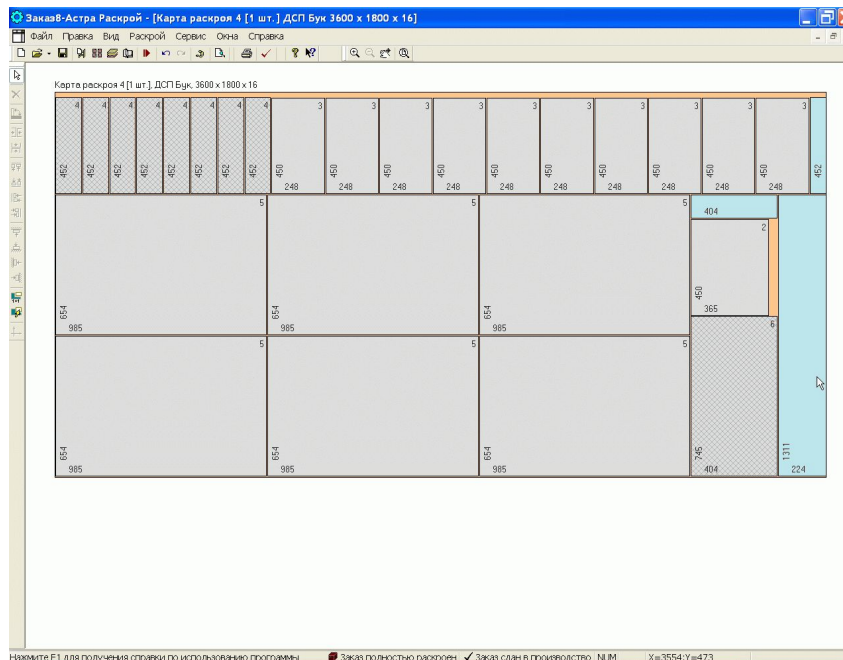 Заказ8-Астра Раскрой - [Карта раскроя 4 [1 шт.] ДСП Бук 3600 x 1800 x 16]
Файл Правка Вид Раскрой Сервис Окна Справка
Карта раскроя 4 [1 шт.], ДСП Бук, 3600 x 1800 x 16
4 4 4 4 4 4 4 4 3 3 3 3 3 3 3 3 3 3
452 452 452 452 452 452 452 452 450 450 450 450 450 450 450 450 450 450 452
248 248 248 248 248 248 248 248 248 248
5 5 5
404
2
450
365
654 654 654
985 985 985
5 5 5 6
654 654 654 746 1311
985 985 985 404 224
Нажмите F1 для получения справки по использованию программы Заказ полностью раскроен Заказ сдан в производство NUM X=3554;Y=473